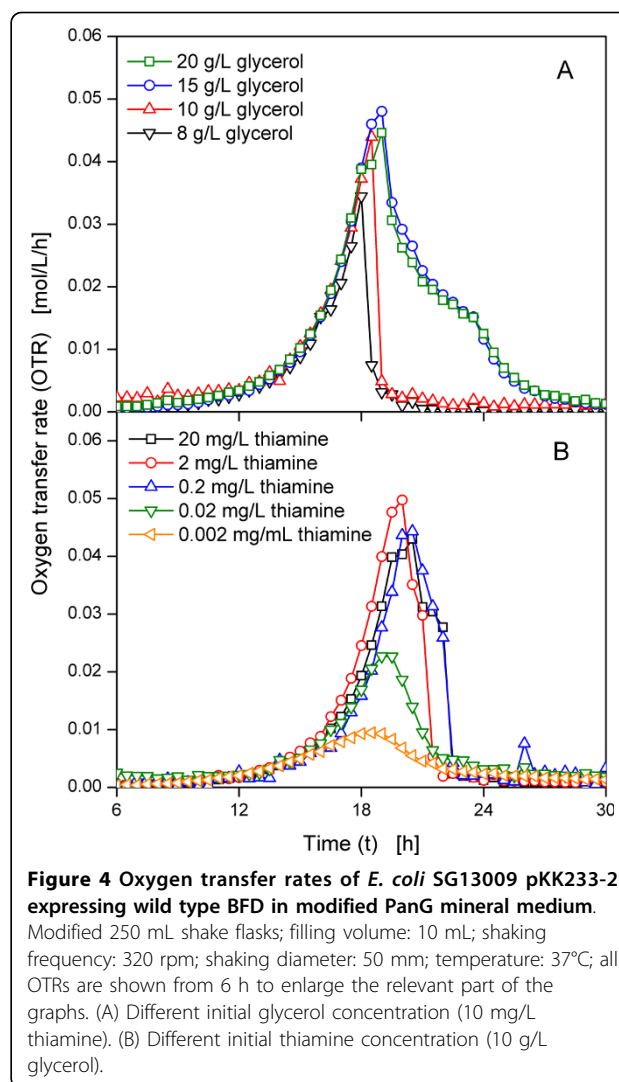 A
20 g/L glycerol
15 g/L glycerol
10 g/L glycerol
8 g/L glycerol
0.06
0.05
0.04
0.03
0.02
0.01
0.00
Oxygen transfer rate (OTR) [mol/L/h]
B
20 mg/L thiamine
2 mg/L thiamine
0.2 mg/L thiamine
0.02 mg/L thiamine
0.002 mg/mL thiamine
0.06
0.05
0.04
0.03
0.02
0.01
0.00
6 12 18 24 30
Time (t) [h]
Figure 4 Oxygen transfer rates of E. coli SG13009 pKK233-2
expressing wild type BFD in modified PanG mineral medium.
Modified 250 mL shake flasks; filling volume: 10 mL; shaking
frequency: 320 rpm; shaking diameter: 50 mm; temperature: 37°C; all
OTRs are shown from 6 h to enlarge the relevant part of the
graphs. (A) Different initial glycerol concentration (10 mg/L
thiamine). (B) Different initial thiamine concentration (10 g/L
glycerol).